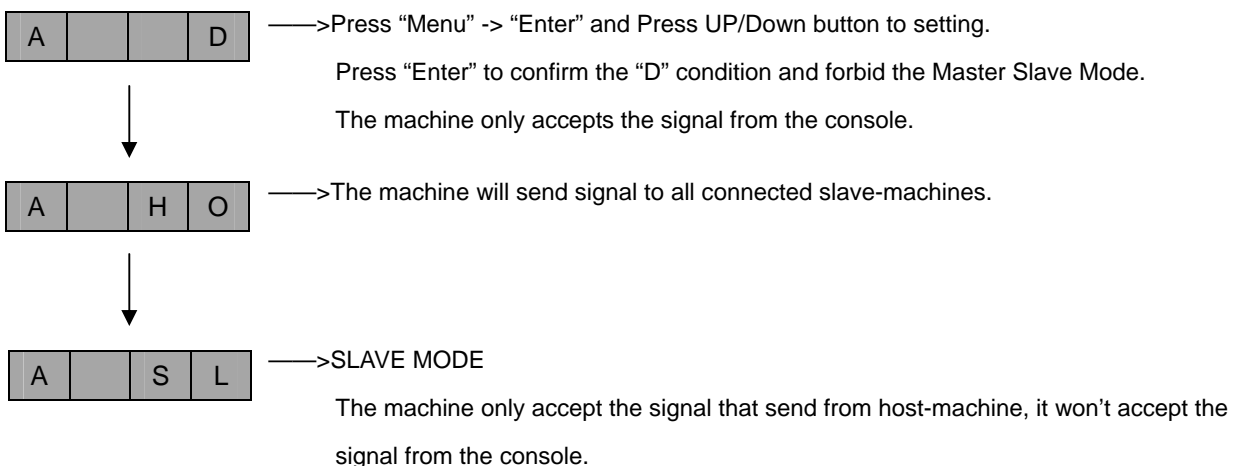 A D ——>Press “Menu” -> “Enter” and Press UP/Down button to setting.
Press “Enter” to confirm the “D” condition and forbid the Master Slave Mode.
The machine only accepts the signal from the console.
A H O ——>The machine will send signal to all connected slave-machines.
A S L ——>SLAVE MODE
The machine only accept the signal that send from host-machine, it won’t accept the
signal from the console.